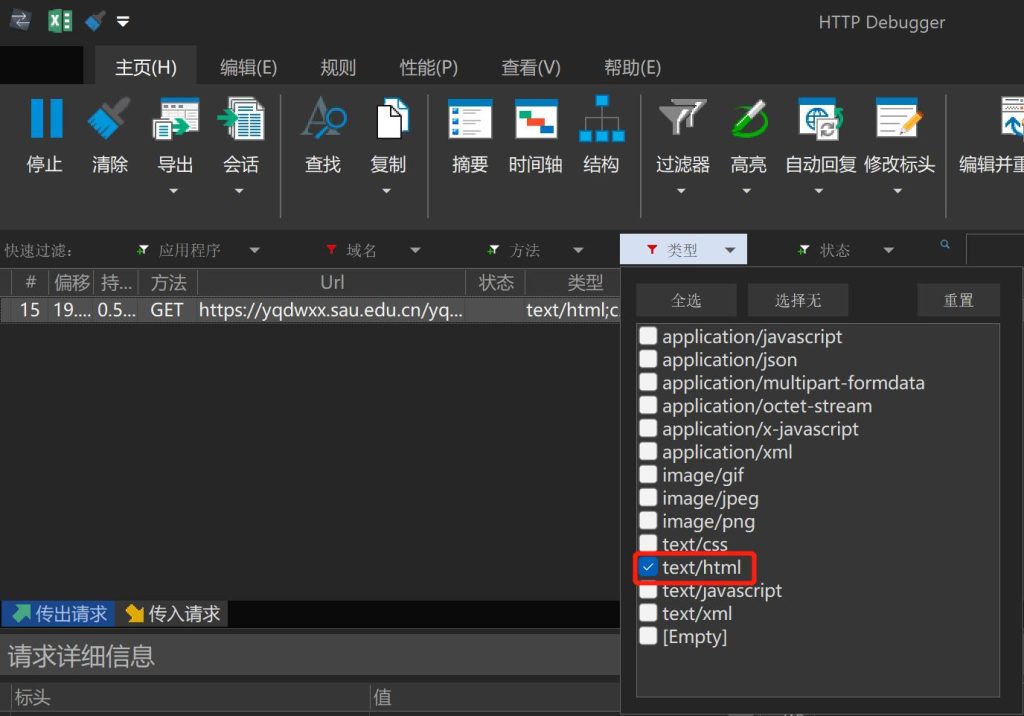 HTTP Debugger
主页(H) 编辑(E) 规则 性能(P) 查看(V) 帮助(E)
停止 清除 导出 会话 查找 复制 摘要 时间轴 结构 过滤器 高亮 自动回复 修改标头 编辑并重
快速过滤: 应用程序 域名 方法 类型 状态
# 偏移 持... 方法 Url 状态 类型
15 19.... 0.5... GET https://yqdwxx.sau.edu.cn/yq... text/html;c
全选 选择无 重置
application/javascript
application/json
application/multipart-formdata
application/octet-stream
application/x-javascript
application/xml
image/gif
image/jpeg
image/png
text/css
text/html
text/javascript
text/xml
[Empty]
传出请求 传入请求
请求详细信息
标头 值